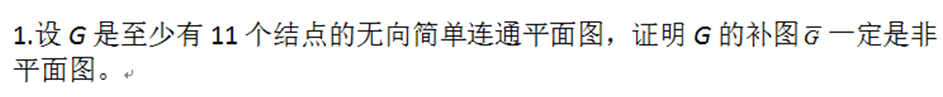 1.设 G 是至少有 11 个结点的无向简单连通平面图，证明 G 的补图 G̅ 一定是非
平面图。